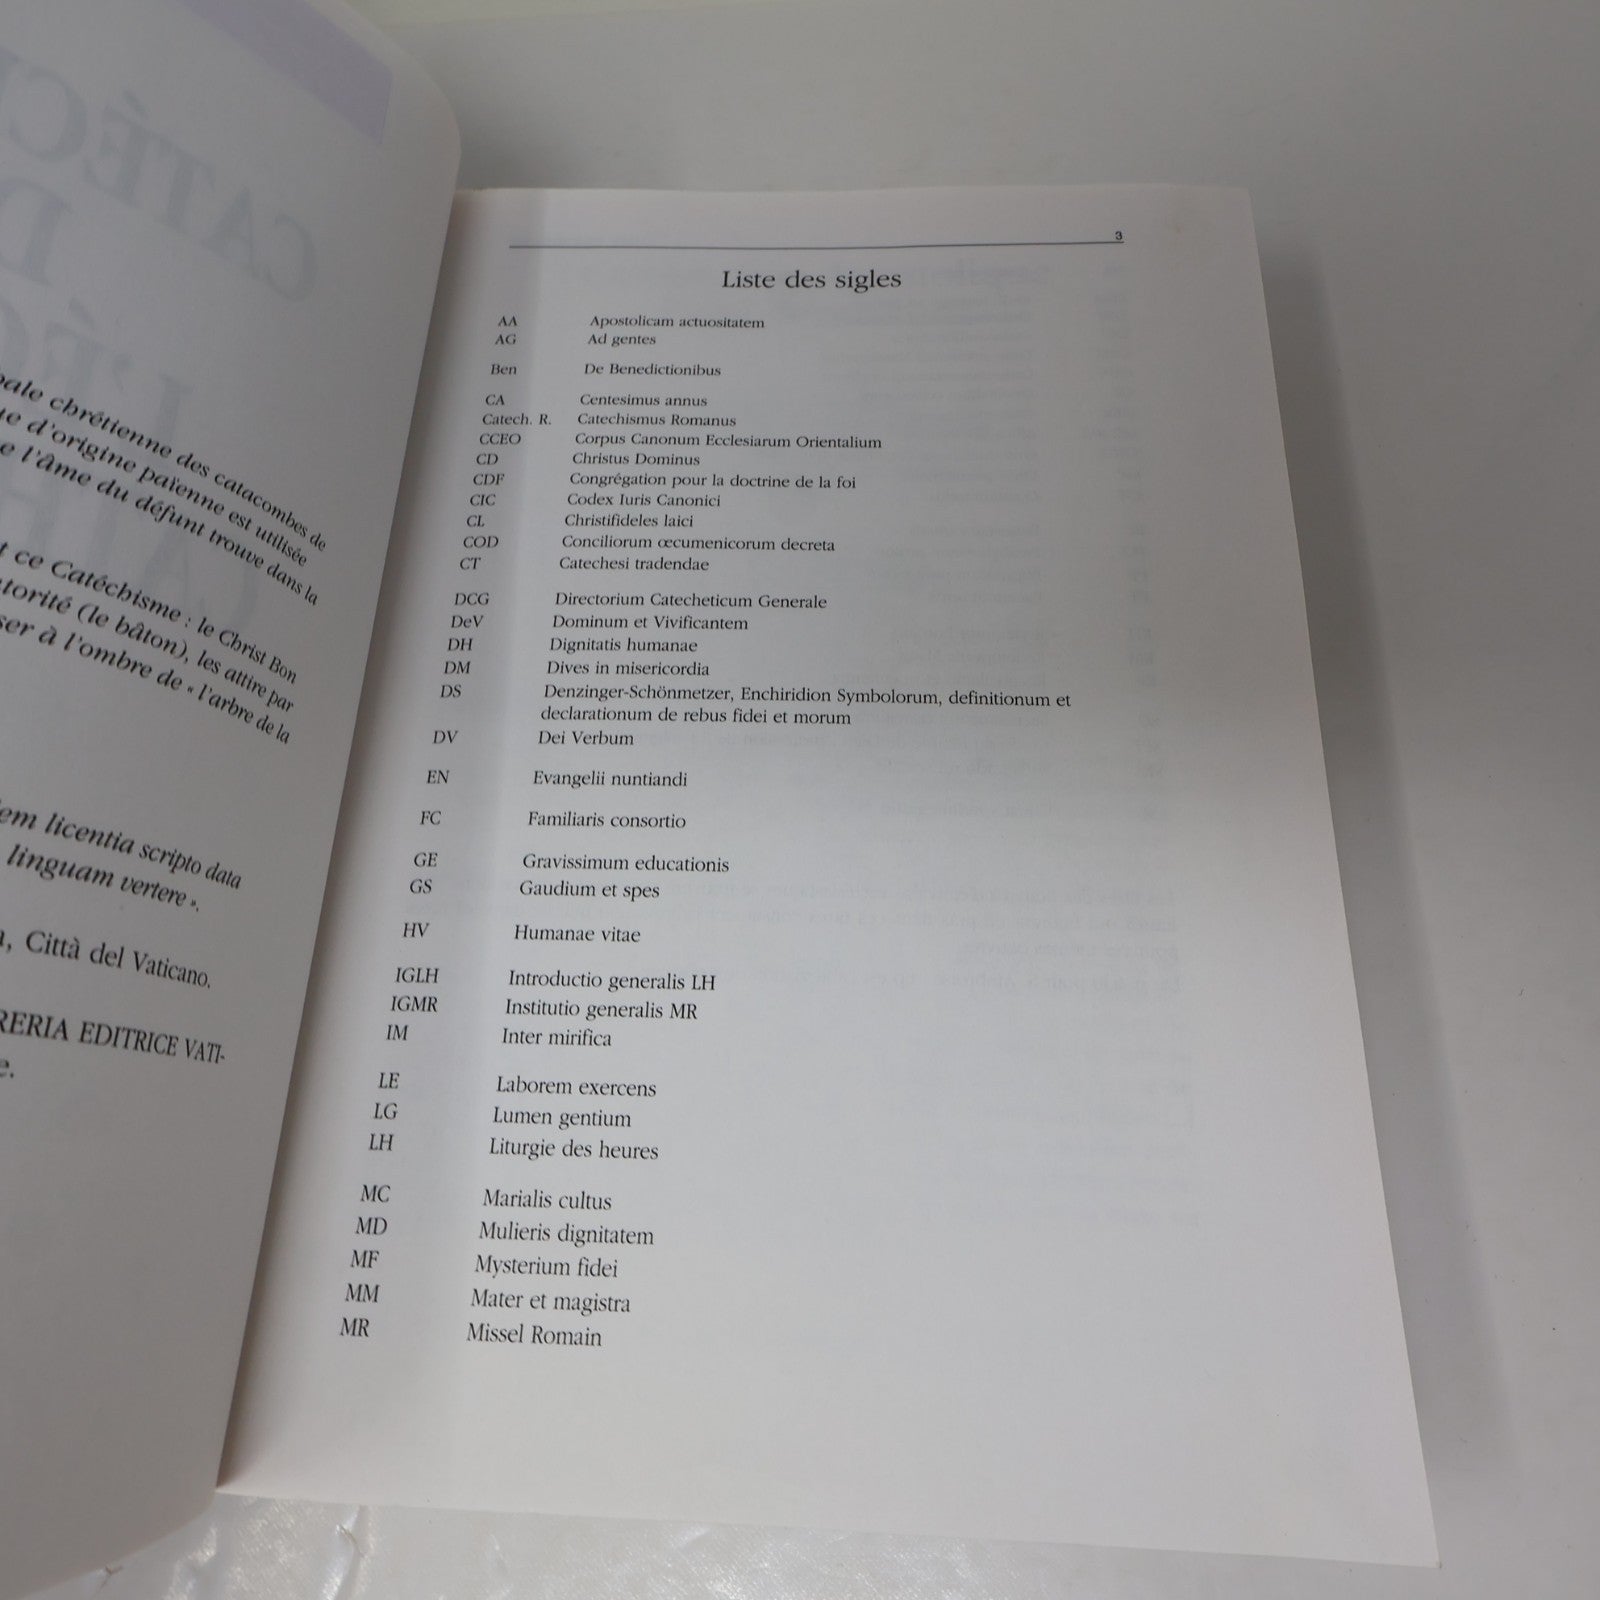 pale chrétienne des catacombes de
d'origine païenne est utilisée
l'âme du défunt trouve dans la
ce Catéchisme : le Christ Bon
(le bâton), les attire par
à l'ombre de « l'arbre de la
licentia scripto data
linguam vertere ».
Città del Vaticano.
EDITRICE VATI-
3
Liste des sigles
AA Apostolicam actuositatem
AG Ad gentes
Ben De Benedictionibus
CA Centesimus annus
Catech. R. Catechismus Romanus
CCEO Corpus Canonum Ecclesiarum Orientalium
CD Christus Dominus
CDF Congrégation pour la doctrine de la foi
CIC Codex Iuris Canonici
CL Christifideles laici
COD Conciliorum œcumenicorum decreta
CT Catechesi tradendae
DCG Directorium Catecheticum Generale
DeV Dominum et Vivificantem
DH Dignitatis humanae
DM Dives in misericordia
DS Denzinger-Schönmetzer, Enchiridion Symbolorum, definitionum et
declarationum de rebus fidei et morum
DV Dei Verbum
EN Evangelii nuntiandi
FC Familiaris consortio
GE Gravissimum educationis
GS Gaudium et spes
HV Humanae vitae
IGLH Introductio generalis LH
IGMR Institutio generalis MR
IM Inter mirifica
LE Laborem exercens
LG Lumen gentium
LH Liturgie des heures
MC Marialis cultus
MD Mulieris dignitatem
MF Mysterium fidei
MM Mater et magistra
MR Missel Romain